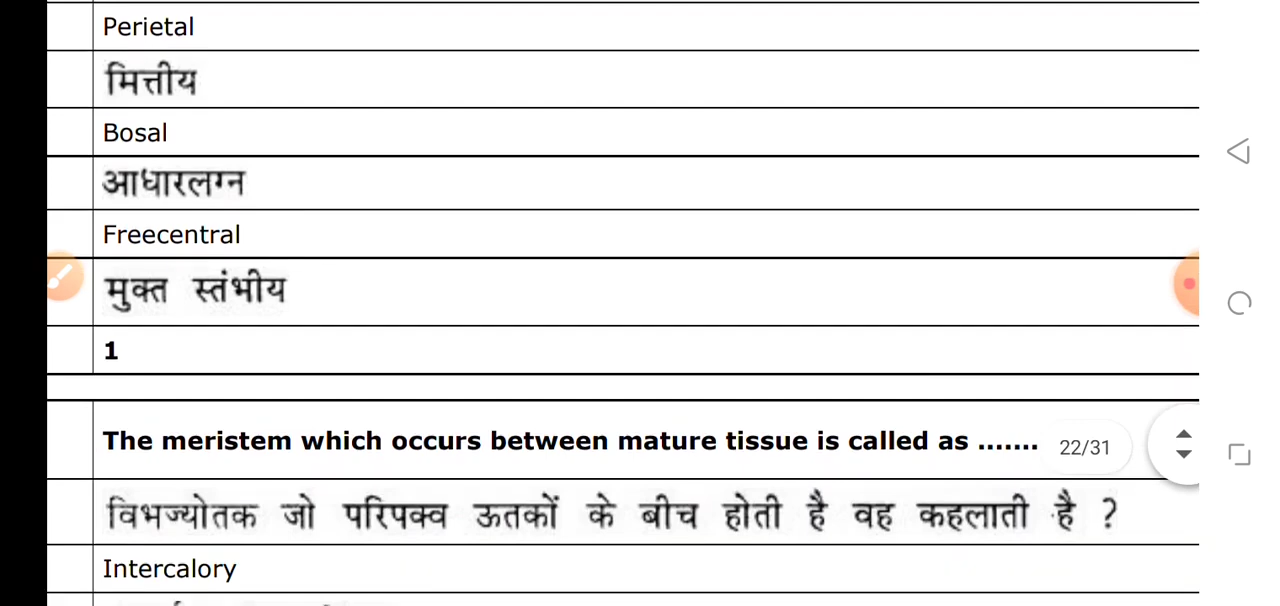 Perietal
मित्तीय
Bosal
आधारलग्न
Freecentral
मुक्त स्तंभीय
1
The meristem which occurs between mature tissue is called as .......
22/31
विभज्योतक जो परिपक्व ऊतकों के बीच होती है वह कहलाती है ?
Intercalory